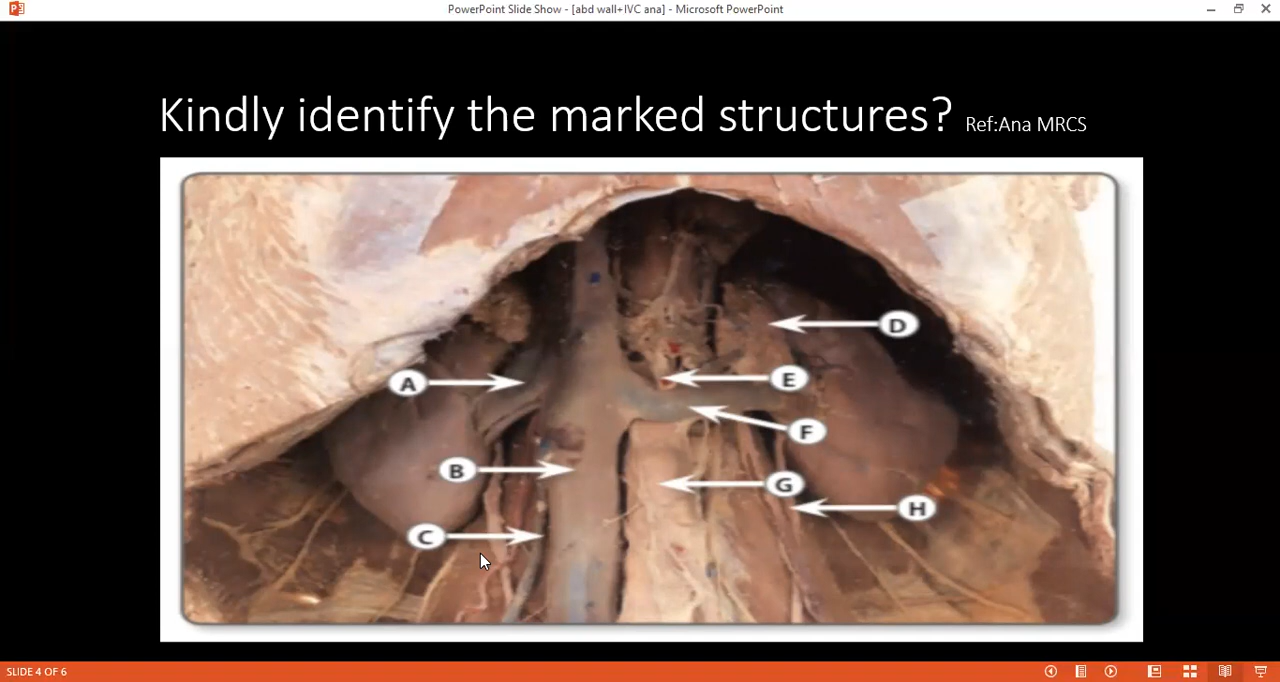 PowerPoint Slide Show - [abd wall+IVC ana] - Microsoft PowerPoint
Kindly identify the marked structures? Ref:Ana MRCS
D
A
E
F
B
G
H
C
SLIDE 4 OF 6